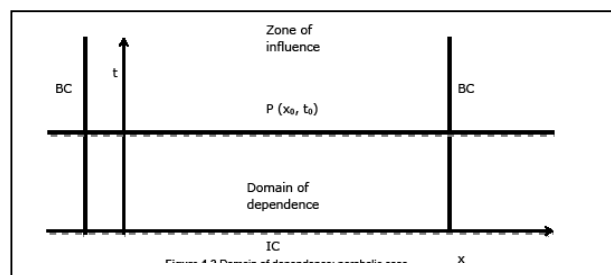 Zone of
influence
t
BC
BC
P (x₀, t₀)
Domain of
dependence
IC
x